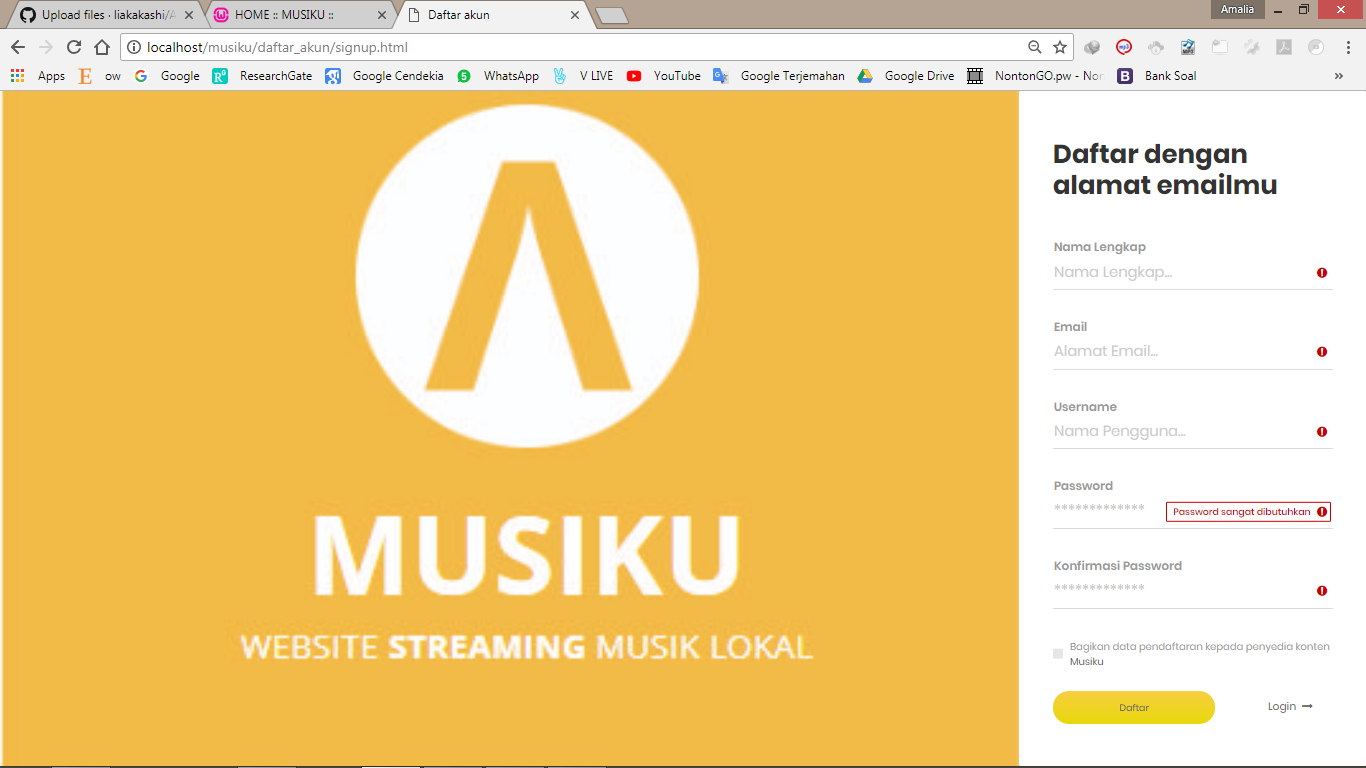 Upload files · liakakashi/A
HOME :: MUSIKU ::
Daftar akun
Amalia
localhost/musiku/daftar_akun/signup.html
Apps
ow
Google
ResearchGate
Google Cendekia
WhatsApp
V LIVE
YouTube
Google Terjemahan
Google Drive
NontonGO.pw - Non
Bank Soal
»
MUSIKU
WEBSITE STREAMING MUSIK LOKAL
Daftar dengan
alamat emailmu
Nama Lengkap
Nama Lengkap...
Email
Alamat Email...
Username
Nama Pengguna...
Password
*************
Password sangat dibutuhkan
Konfirmasi Password
*************
Bagikan data pendaftaran kepada penyedia konten
Musiku
Daftar
Login →